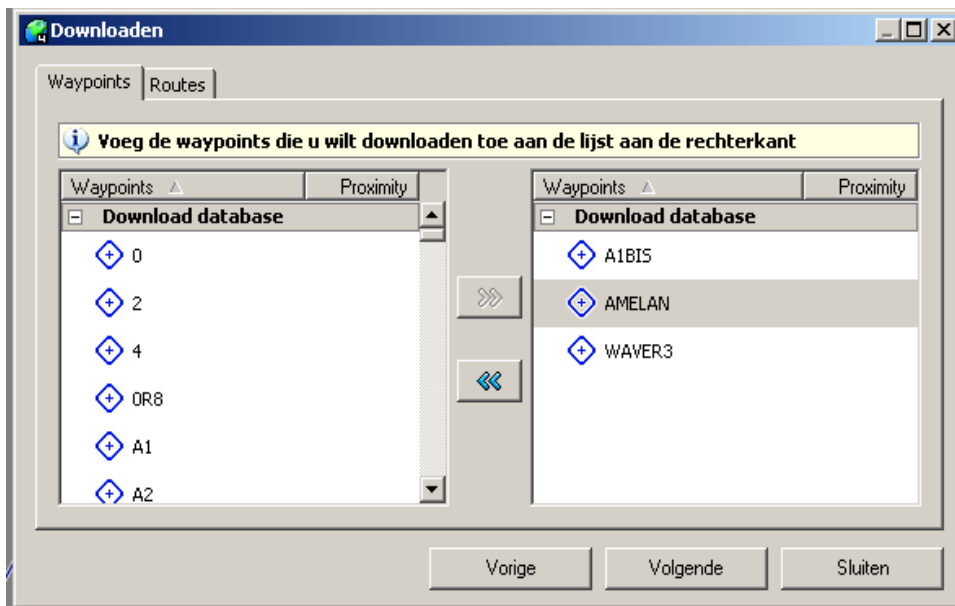 Downloaden
Waypoints Routes
Voeg de waypoints die u wilt downloaden toe aan de lijst aan de rechterkant
Waypoints Proximity
Download database
0
2
4
0R8
A1
A2
Waypoints Proximity
Download database
A1BIS
AMELAN
WAVER3
Vorige Volgende Sluiten